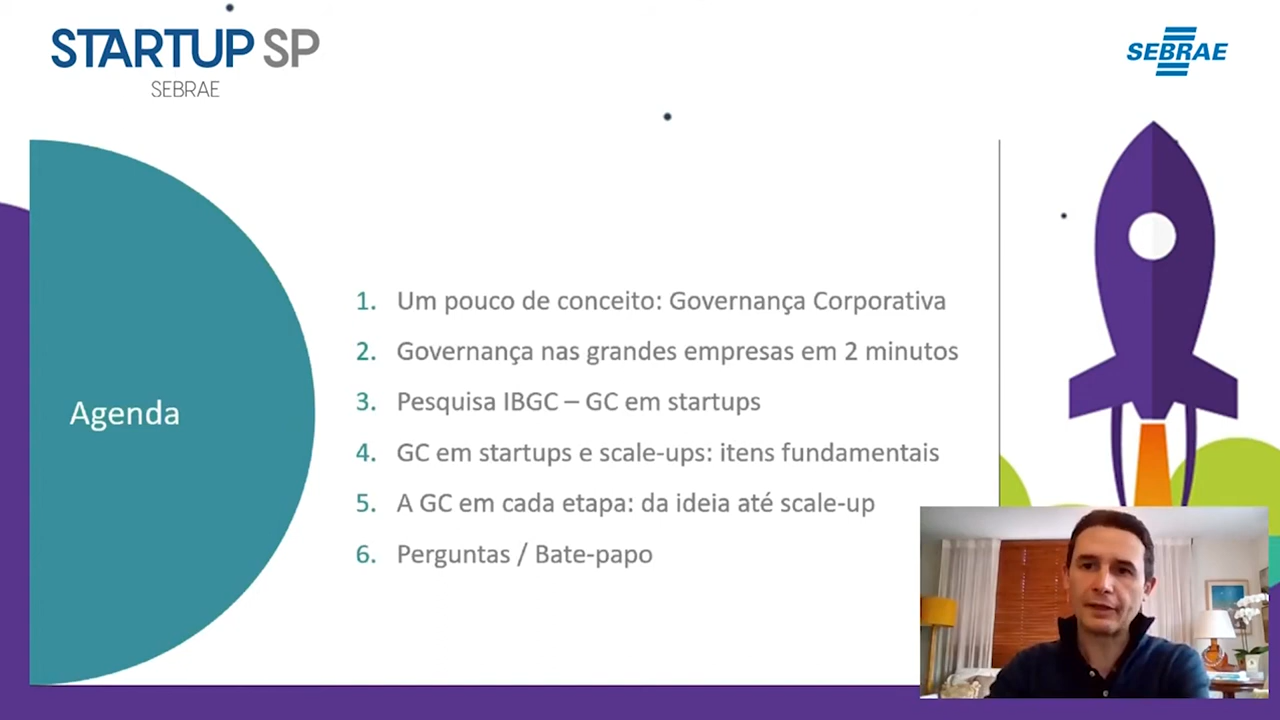 STARTUP SP
SEBRAE
SEBRAE
Agenda
1. Um pouco de conceito: Governança Corporativa
2. Governança nas grandes empresas em 2 minutos
3. Pesquisa IBGC – GC em startups
4. GC em startups e scale-ups: itens fundamentais
5. A GC em cada etapa: da ideia até scale-up
6. Perguntas / Bate-papo